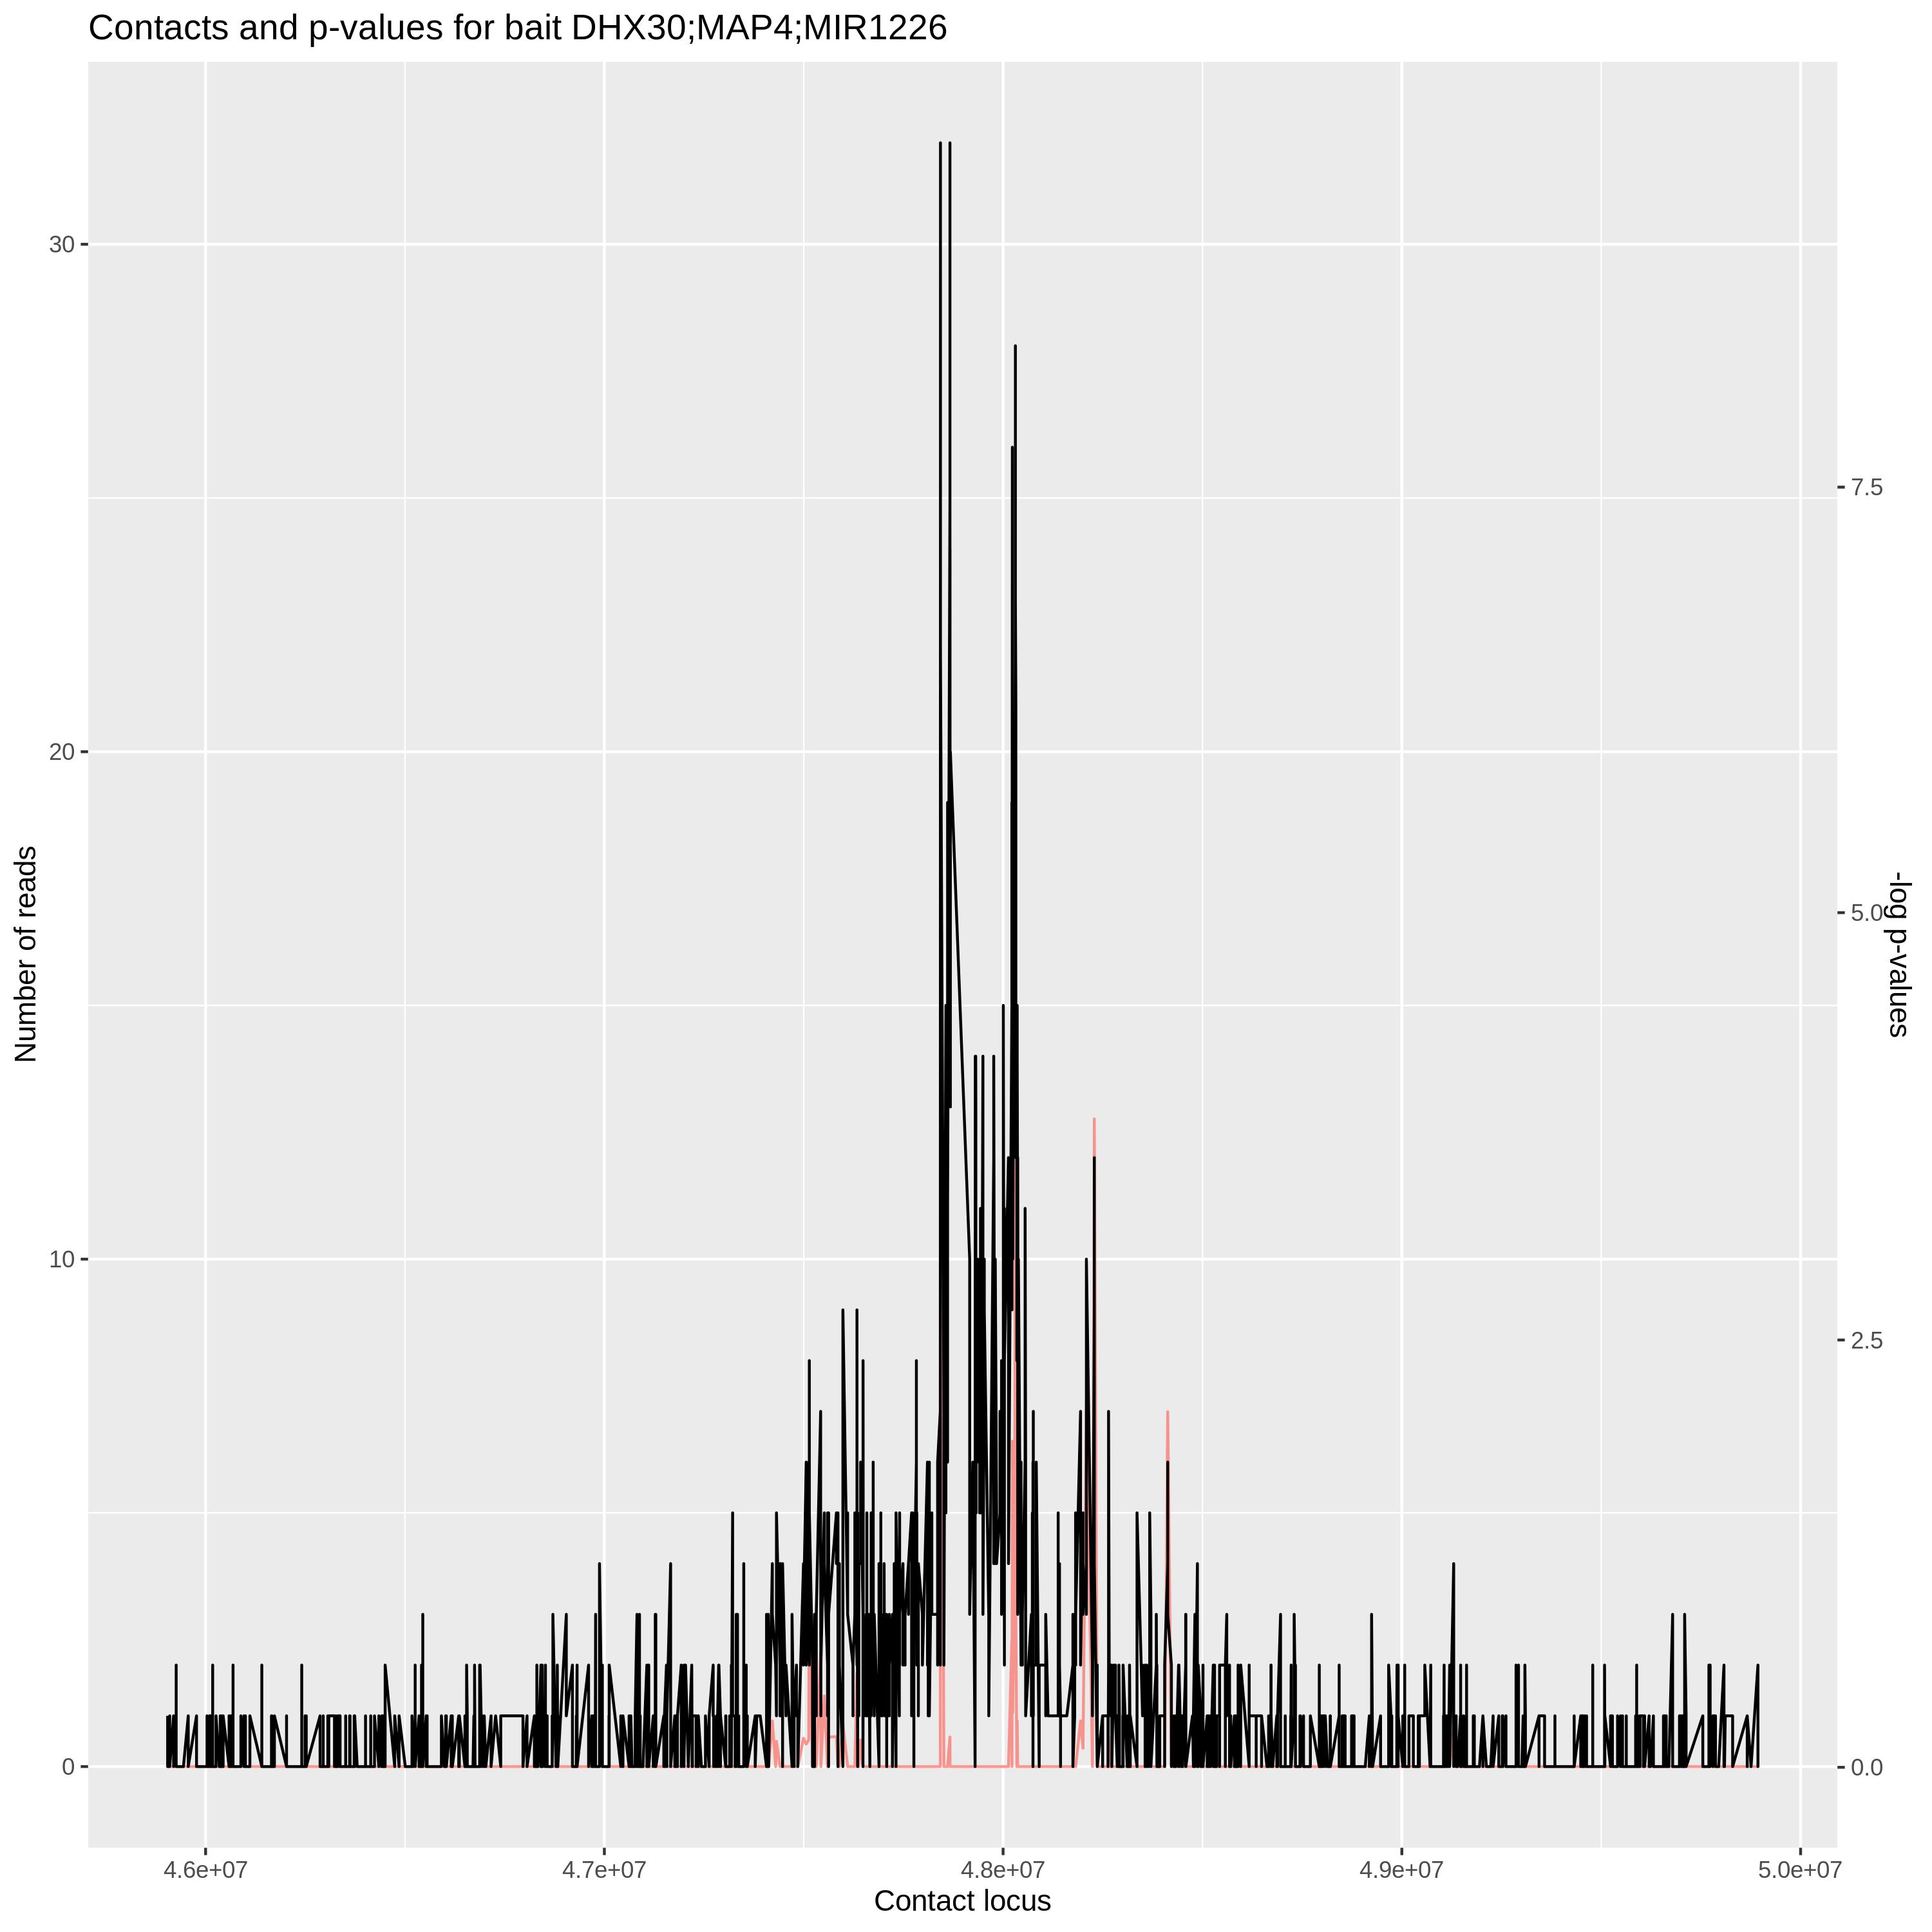 Contacts and p-values for bait DHX30;MAP4;MIR1226
30
20
10
0
Number of reads
7.5
5.0
2.5
0.0
-log p-values
4.6e+07
4.7e+07
4.8e+07
4.9e+07
5.0e+07
Contact locus